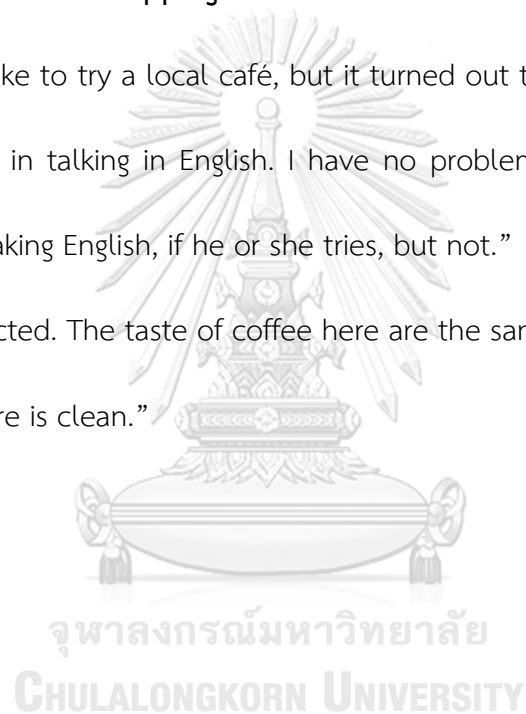 ke to try a local café, but it turned out t
in talking in English. I have no problem
aking English, if he or she tries, but not.”
cted. The taste of coffee here are the sar
re is clean.”
จุฬาลงกรณ์มหาวิทยาลัย
CHULALONGKORN UNIVERSITY